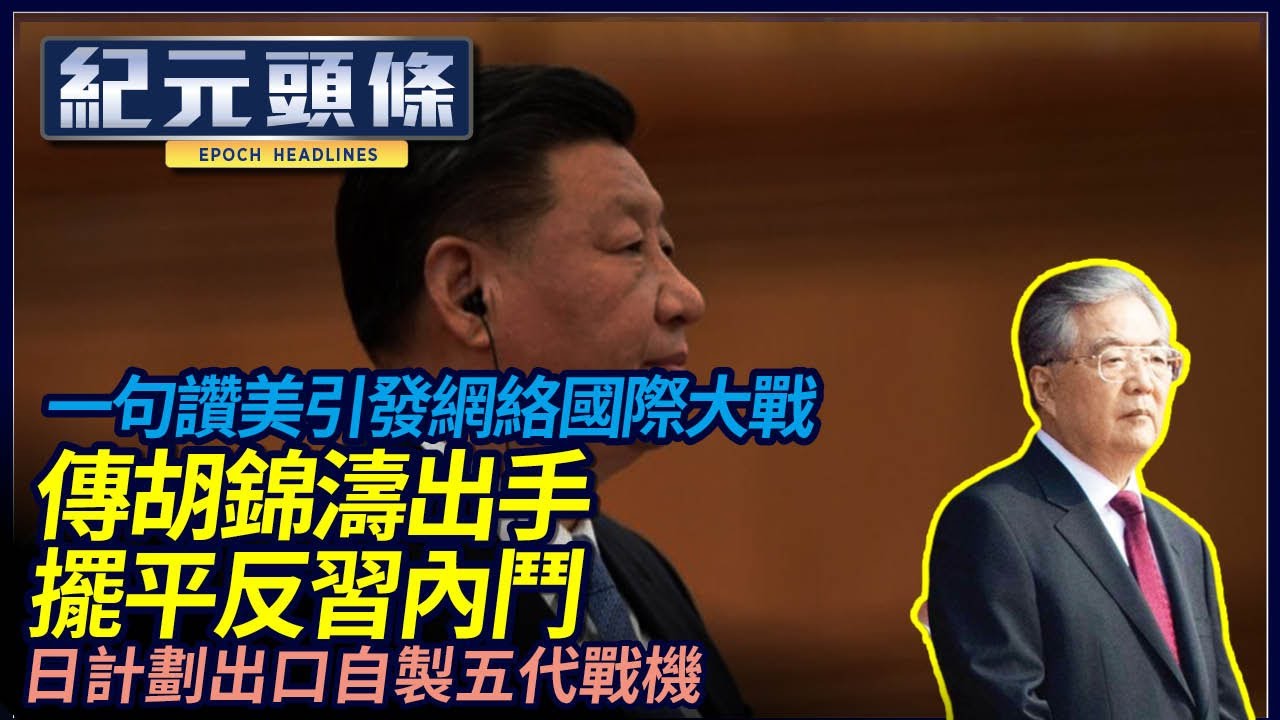 紀元頭條
EPOCH HEADLINES
一句讚美引發網絡國際大戰
傳胡錦濤出手
擺平反習內鬥
日計劃出口自製五代戰機